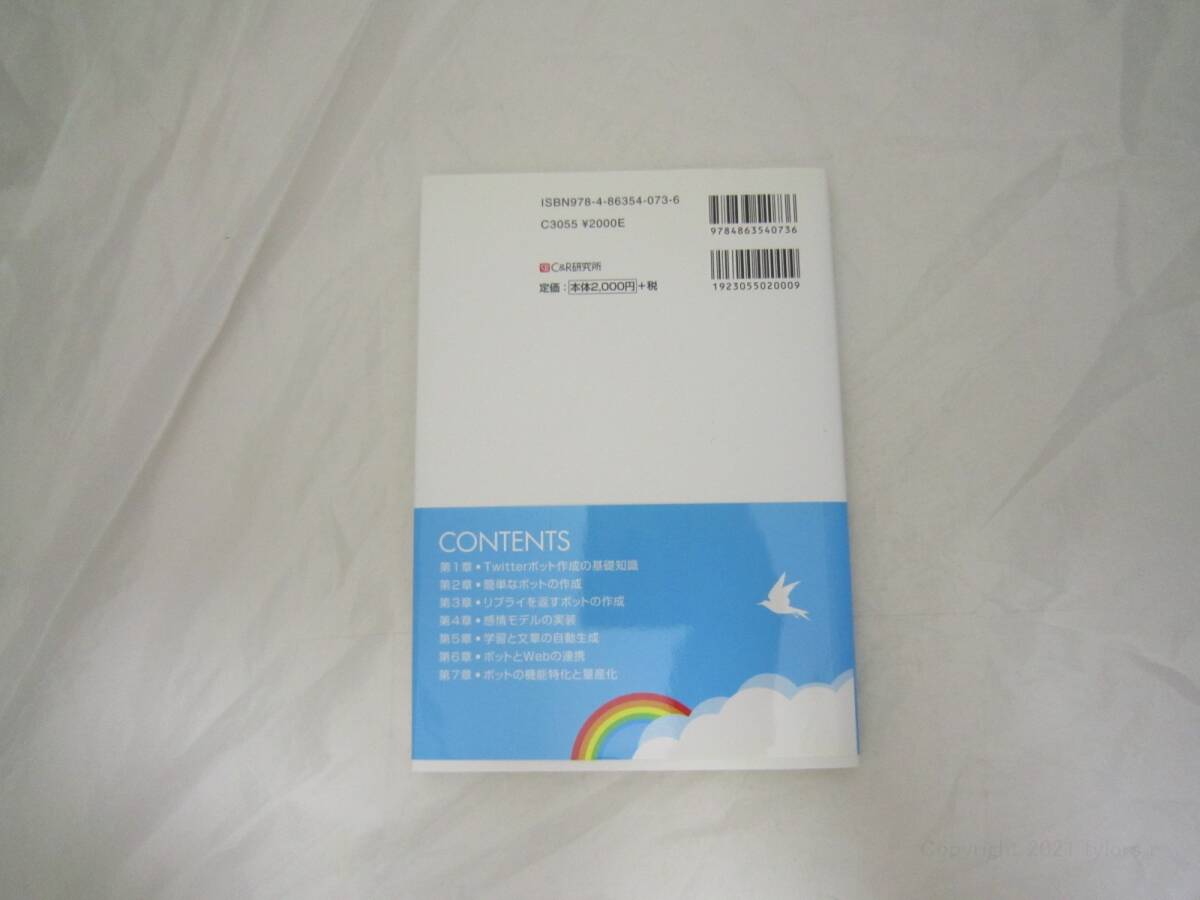 ISBN978-4-86354-073-6
C3055 ¥2000E
9784863540736
C&R研究所
定価：本体2,000円+税
1923055020009
CONTENTS
第1章・Twitterボット作成の基礎知識
第2章・簡単なボットの作成
第3章・リプライを返すボットの作成
第4章・感情モデルの実装
第5章・学習と文章の自動生成
第6章・ボットとWebの連携
第7章・ボットの機能特化と量産化
Copyright 2021 tylors.r